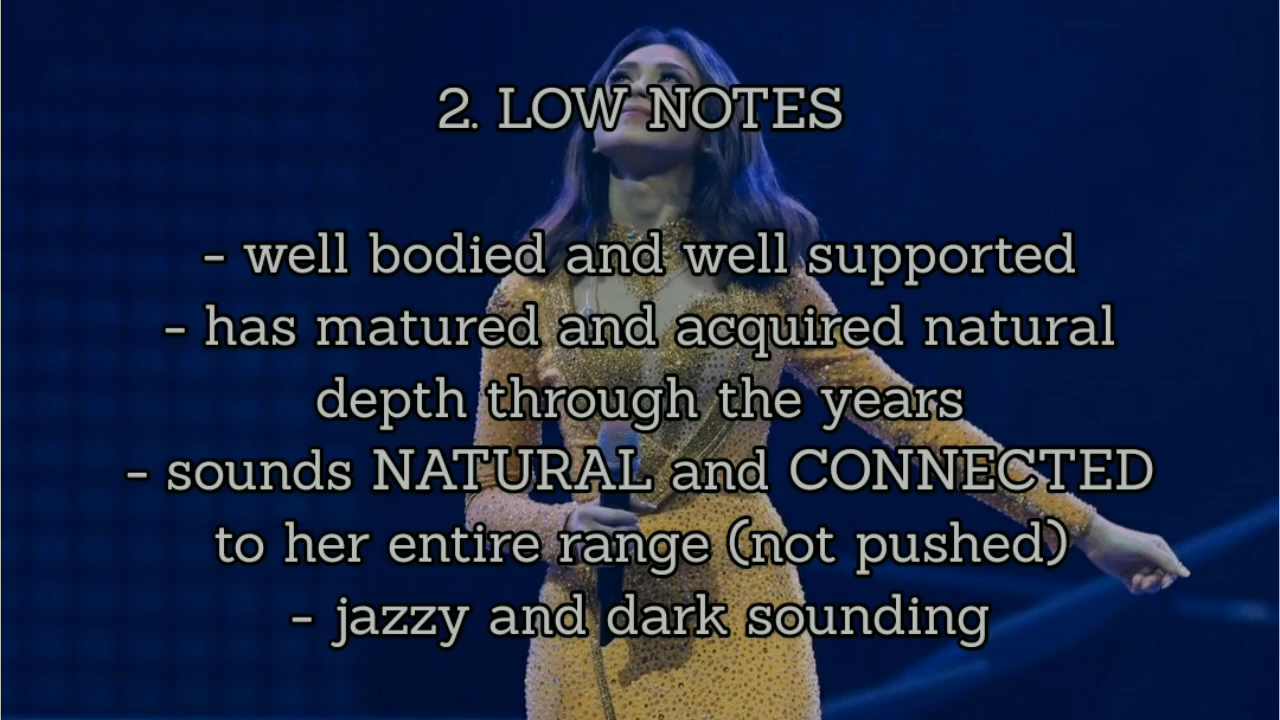 2. LOW NOTES
- well bodied and well supported
- has matured and acquired natural
depth through the years
- sounds NATURAL and CONNECTED
to her entire range (not pushed)
- jazzy and dark sounding